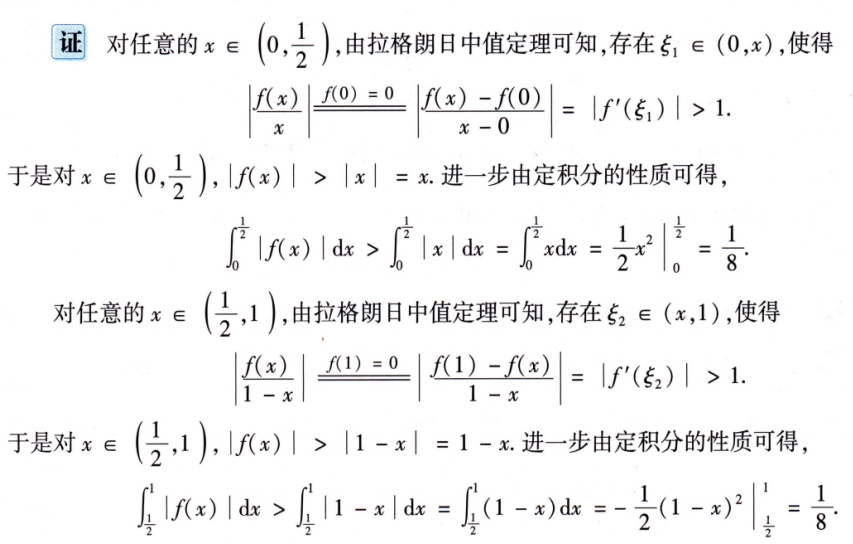 证 对任意的 x ∈ (0, 1/2), 由拉格朗日中值定理可知, 存在 ξ₁ ∈ (0, x), 使得
|f(x)/x| \xlongequal{f(0) = 0} |(f(x) - f(0))/(x - 0)| = |f'(ξ₁)| > 1.
于是对 x ∈ (0, 1/2), |f(x)| > |x| = x. 进一步由定积分的性质可得,
∫_0^{1/2} |f(x)| dx > ∫_0^{1/2} |x| dx = ∫_0^{1/2} xdx = 1/2 x² |_0^{1/2} = 1/8.
对任意的 x ∈ (1/2, 1), 由拉格朗日中值定理可知, 存在 ξ₂ ∈ (x, 1), 使得
|f(x)/(1 - x)| \xlongequal{f(1) = 0} |(f(1) - f(x))/(1 - x)| = |f'(ξ₂)| > 1.
于是对 x ∈ (1/2, 1), |f(x)| > |1 - x| = 1 - x. 进一步由定积分的性质可得,
∫_{1/2}^1 |f(x)| dx > ∫_{1/2}^1 |1 - x| dx = ∫_{1/2}^1 (1 - x) dx = - 1/2 (1 - x)² |_{1/2}^1 = 1/8.